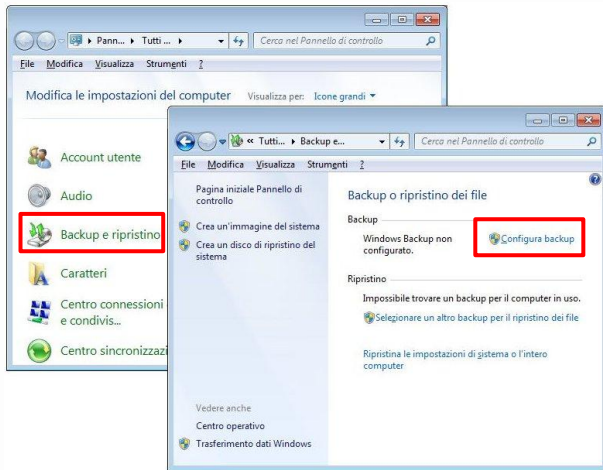 Pann... Tutti ...
Cerca nel Pannello di controllo
File Modifica Visualizza Strumenti ?
Modifica le impostazioni del computer
Visualizza per: Icone grandi
Account utente
Audio
Backup e ripristino
Caratteri
Centro connessioni
e condivis...
Centro sincronizzazi
« Tutti... Backup e...
Cerca nel Pannello di controllo
File Modifica Visualizza Strumenti ?
Pagina iniziale Pannello di
controllo
Crea un'immagine del sistema
Crea un disco di ripristino del
sistema
Vedere anche
Centro operativo
Trasferimento dati Windows
Backup o ripristino dei file
Backup
Windows Backup non
configurato.
Configura backup
Ripristino
Impossibile trovare un backup per il computer in uso.
Selezionare un altro backup per il ripristino dei file
Ripristina le impostazioni di sistema o l'intero
computer